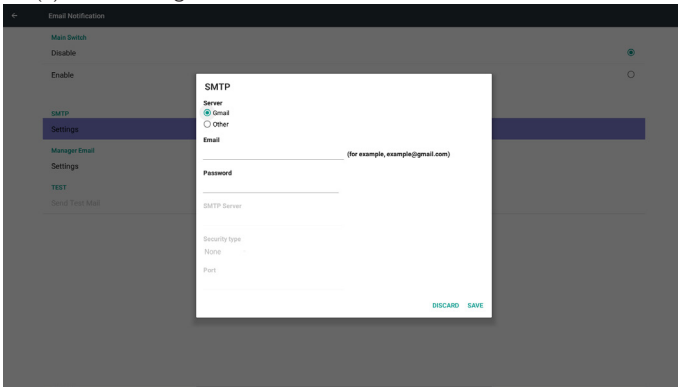 Email Notification
Main Switch
Disable
Enable
SMTP
Settings
Manager Email
Settings
TEST
Send Test Mail
SMTP
Server
Gmail
Other
Email
(for example, example@gmail.com)
Password
SMTP Server
Security type
None
Port
DISCARD SAVE